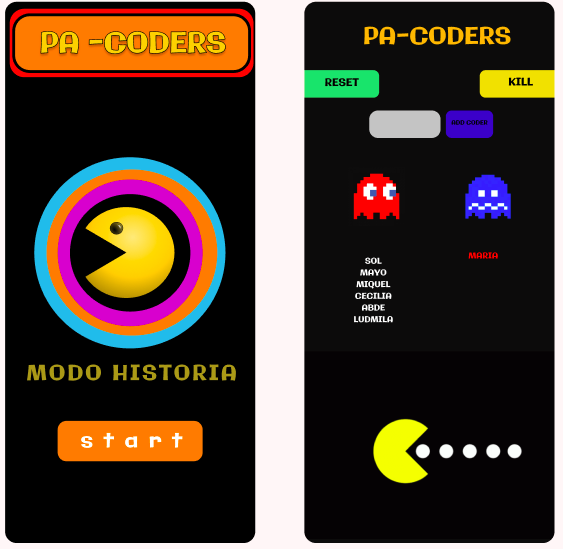 PA -CODERS
MODO HISTORIA
start
PA-CODERS
RESET
KILL
ADD CODER
SOL
MAYO
MIQUEL
CECILIA
ABDE
LUDMILA
MARIA